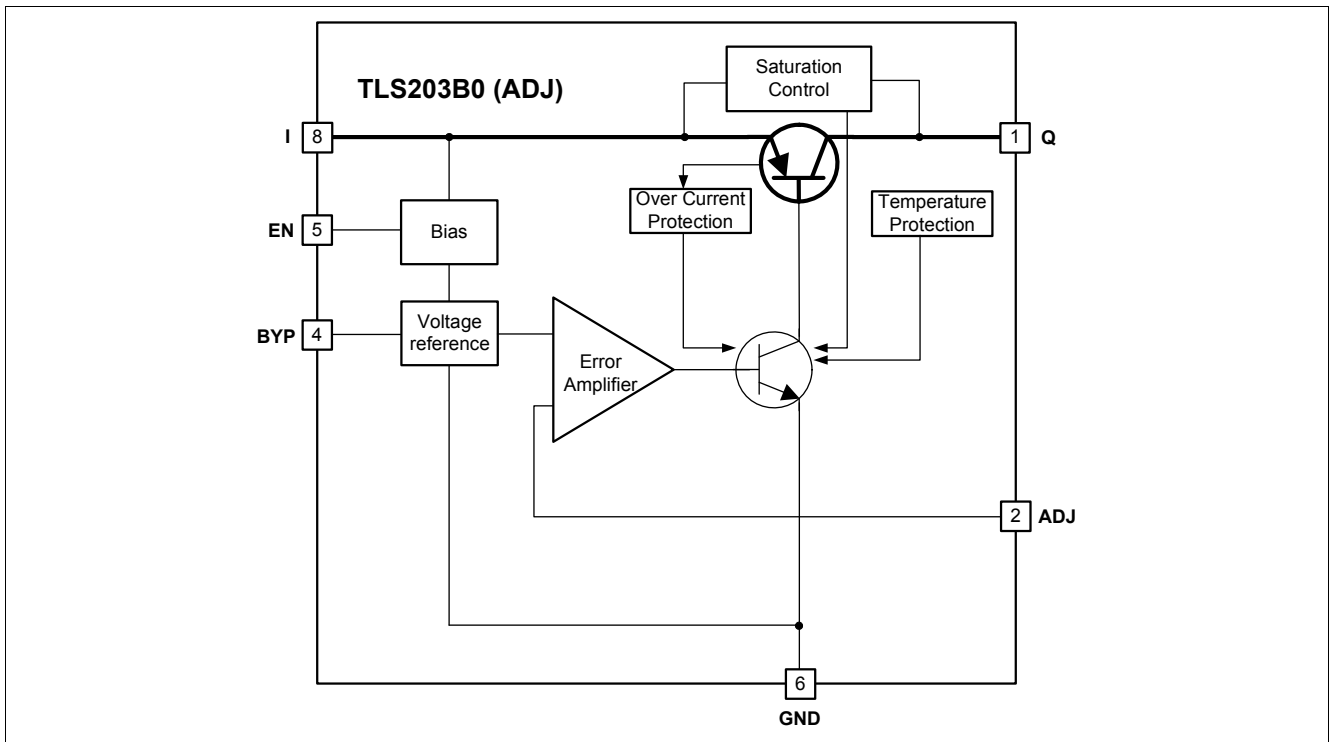 TLS203B0 (ADJ)
Saturation
Control
I
8
1
Q
Over Current
Protection
Temperature
Protection
EN
5
Bias
BYP
4
Voltage
reference
Error
Amplifier
2
ADJ
6
GND